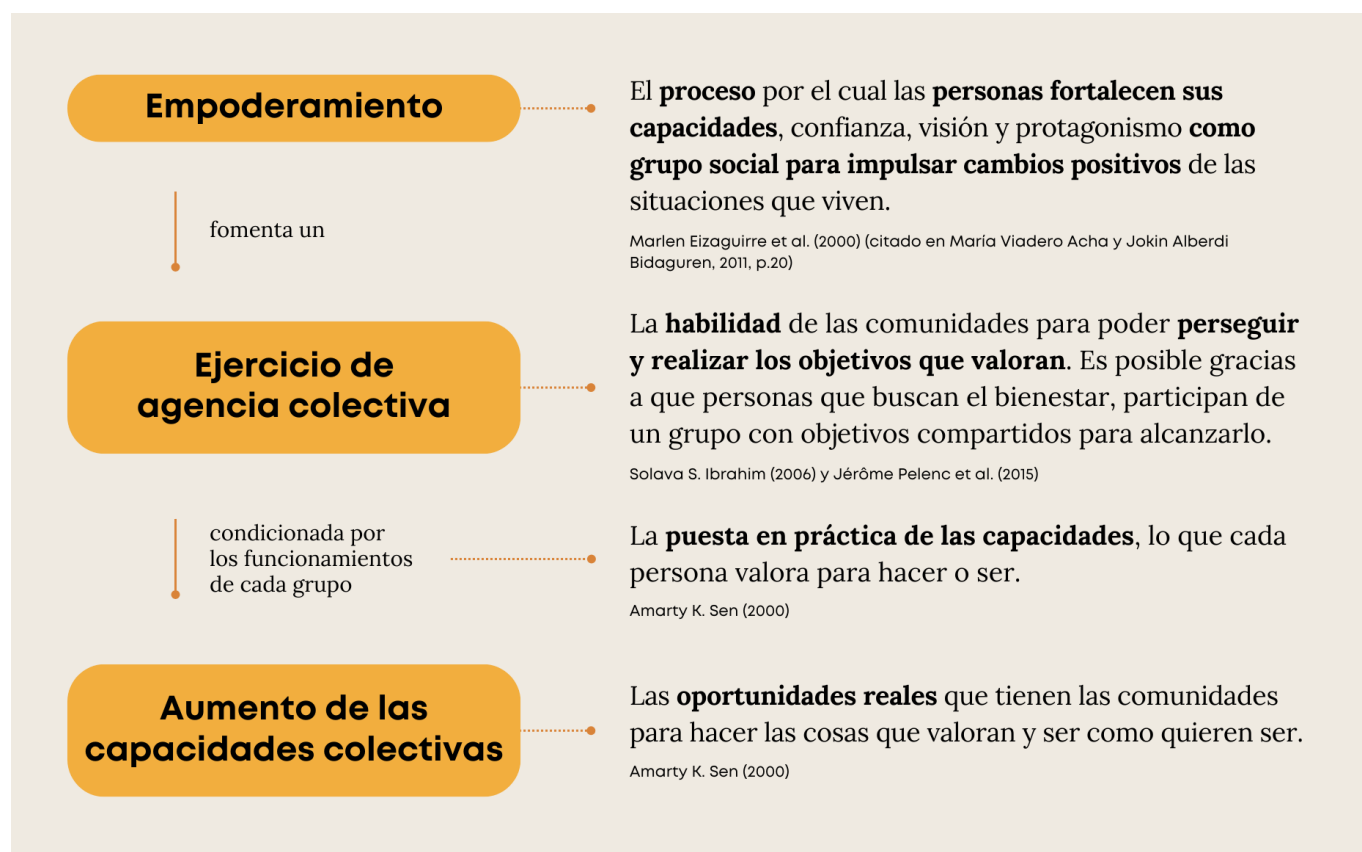 Empoderamiento
El proceso por el cual las personas fortalecen sus
capacidades, confianza, visión y protagonismo como
grupo social para impulsar cambios positivos de las
situaciones que viven.
Marlen Eizaguirre et al. (2000) (citado en María Viadero Acha y Jokin Alberdi
Bidaguren, 2011, p.20)
fomenta un
Ejercicio de
agencia colectiva
La habilidad de las comunidades para poder perseguir
y realizar los objetivos que valoran. Es posible gracias
a que personas que buscan el bienestar, participan de
un grupo con objetivos compartidos para alcanzarlo.
Solava S. Ibrahim (2006) y Jérôme Pelenc et al. (2015)
condicionada por
los funcionamientos
de cada grupo
La puesta en práctica de las capacidades, lo que cada
persona valora para hacer o ser.
Amarty K. Sen (2000)
Aumento de las
capacidades colectivas
Las oportunidades reales que tienen las comunidades
para hacer las cosas que valoran y ser como quieren ser.
Amarty K. Sen (2000)